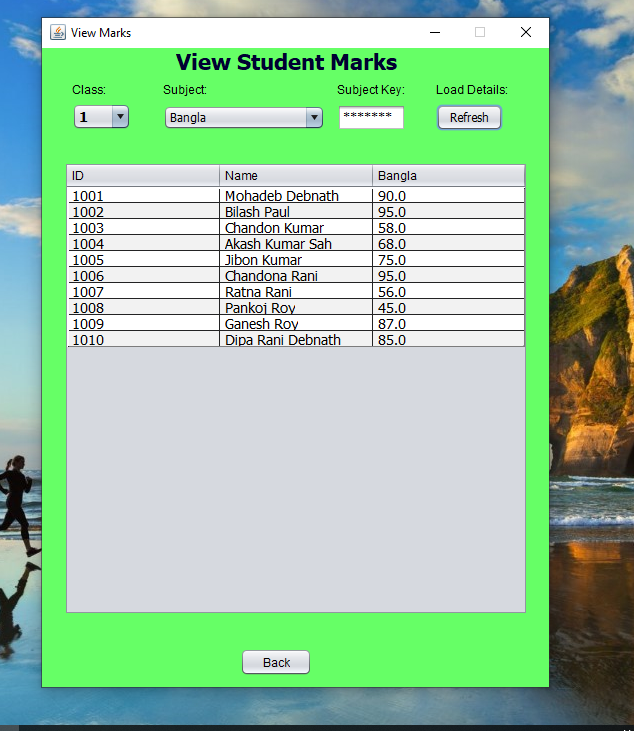 View Marks
View Student Marks
Class: Subject: Subject Key: Load Details:
1 Bangla ******* Refresh
ID Name Bangla
1001 Mohadeb Debnath 90.0
1002 Bilash Paul 95.0
1003 Chandon Kumar 58.0
1004 Akash Kumar Sah 68.0
1005 Jibon Kumar 75.0
1006 Chandona Rani 95.0
1007 Ratna Rani 56.0
1008 Pankoj Roy 45.0
1009 Ganesh Roy 87.0
1010 Dipa Rani Debnath 85.0
Back